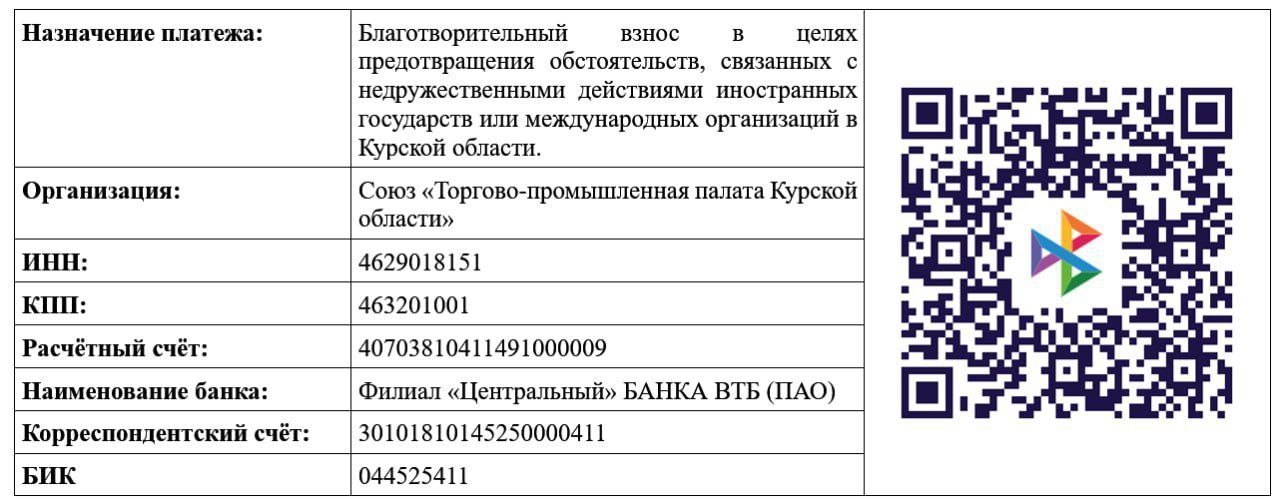 Назначение платежа:
Благотворительный взнос в целях
предотвращения обстоятельств, связанных с
недружественными действиями иностранных
государств или международных организаций в
Курской области.
Организация:
Союз «Торгово-промышленная палата Курской
области»
ИНН:
4629018151
КПП:
463201001
Расчётный счёт:
40703810411491000009
Наименование банка:
Филиал «Центральный» БАНКА ВТБ (ПАО)
Корреспондентский счёт:
30101810145250000411
БИК
044525411